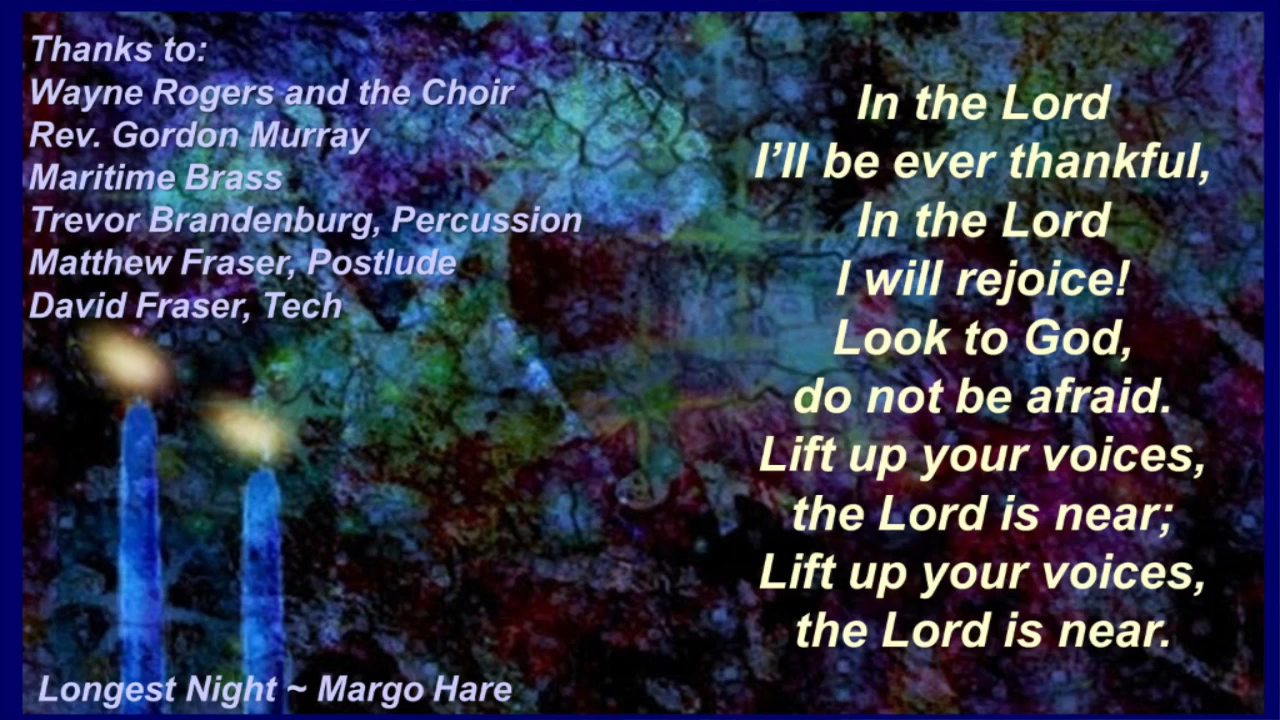 Thanks to:
Wayne Rogers and the Choir
Rev. Gordon Murray
Maritime Brass
Trevor Brandenburg, Percussion
Matthew Fraser, Postlude
David Fraser, Tech
Longest Night ~ Margo Hare
In the Lord
I’ll be ever thankful,
In the Lord
I will rejoice!
Look to God,
do not be afraid.
Lift up your voices,
the Lord is near;
Lift up your voices,
the Lord is near.